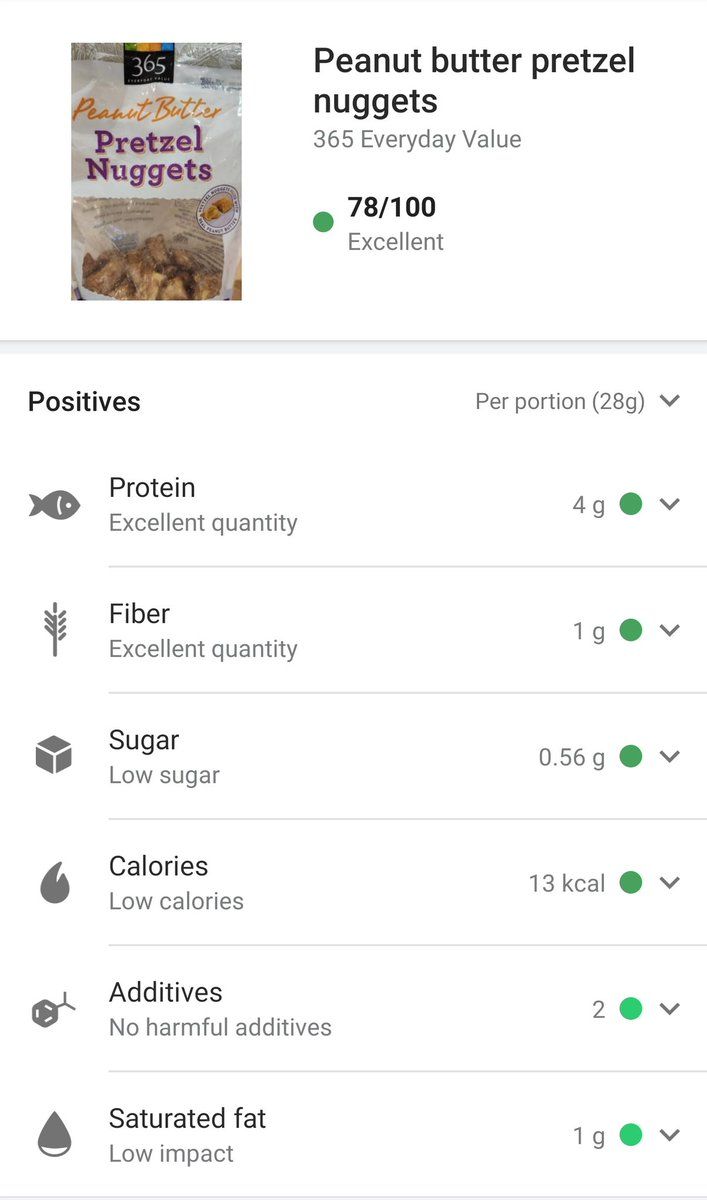 365
EVERYDAY VALUE
Peanut Butter
Pretzel
Nuggets
Peanut butter pretzel
nuggets
365 Everyday Value
78/100
Excellent
Positives
Per portion (28g)
Protein
Excellent quantity
4 g
Fiber
Excellent quantity
1 g
Sugar
Low sugar
0.56 g
Calories
Low calories
13 kcal
Additives
No harmful additives
2
Saturated fat
Low impact
1 g